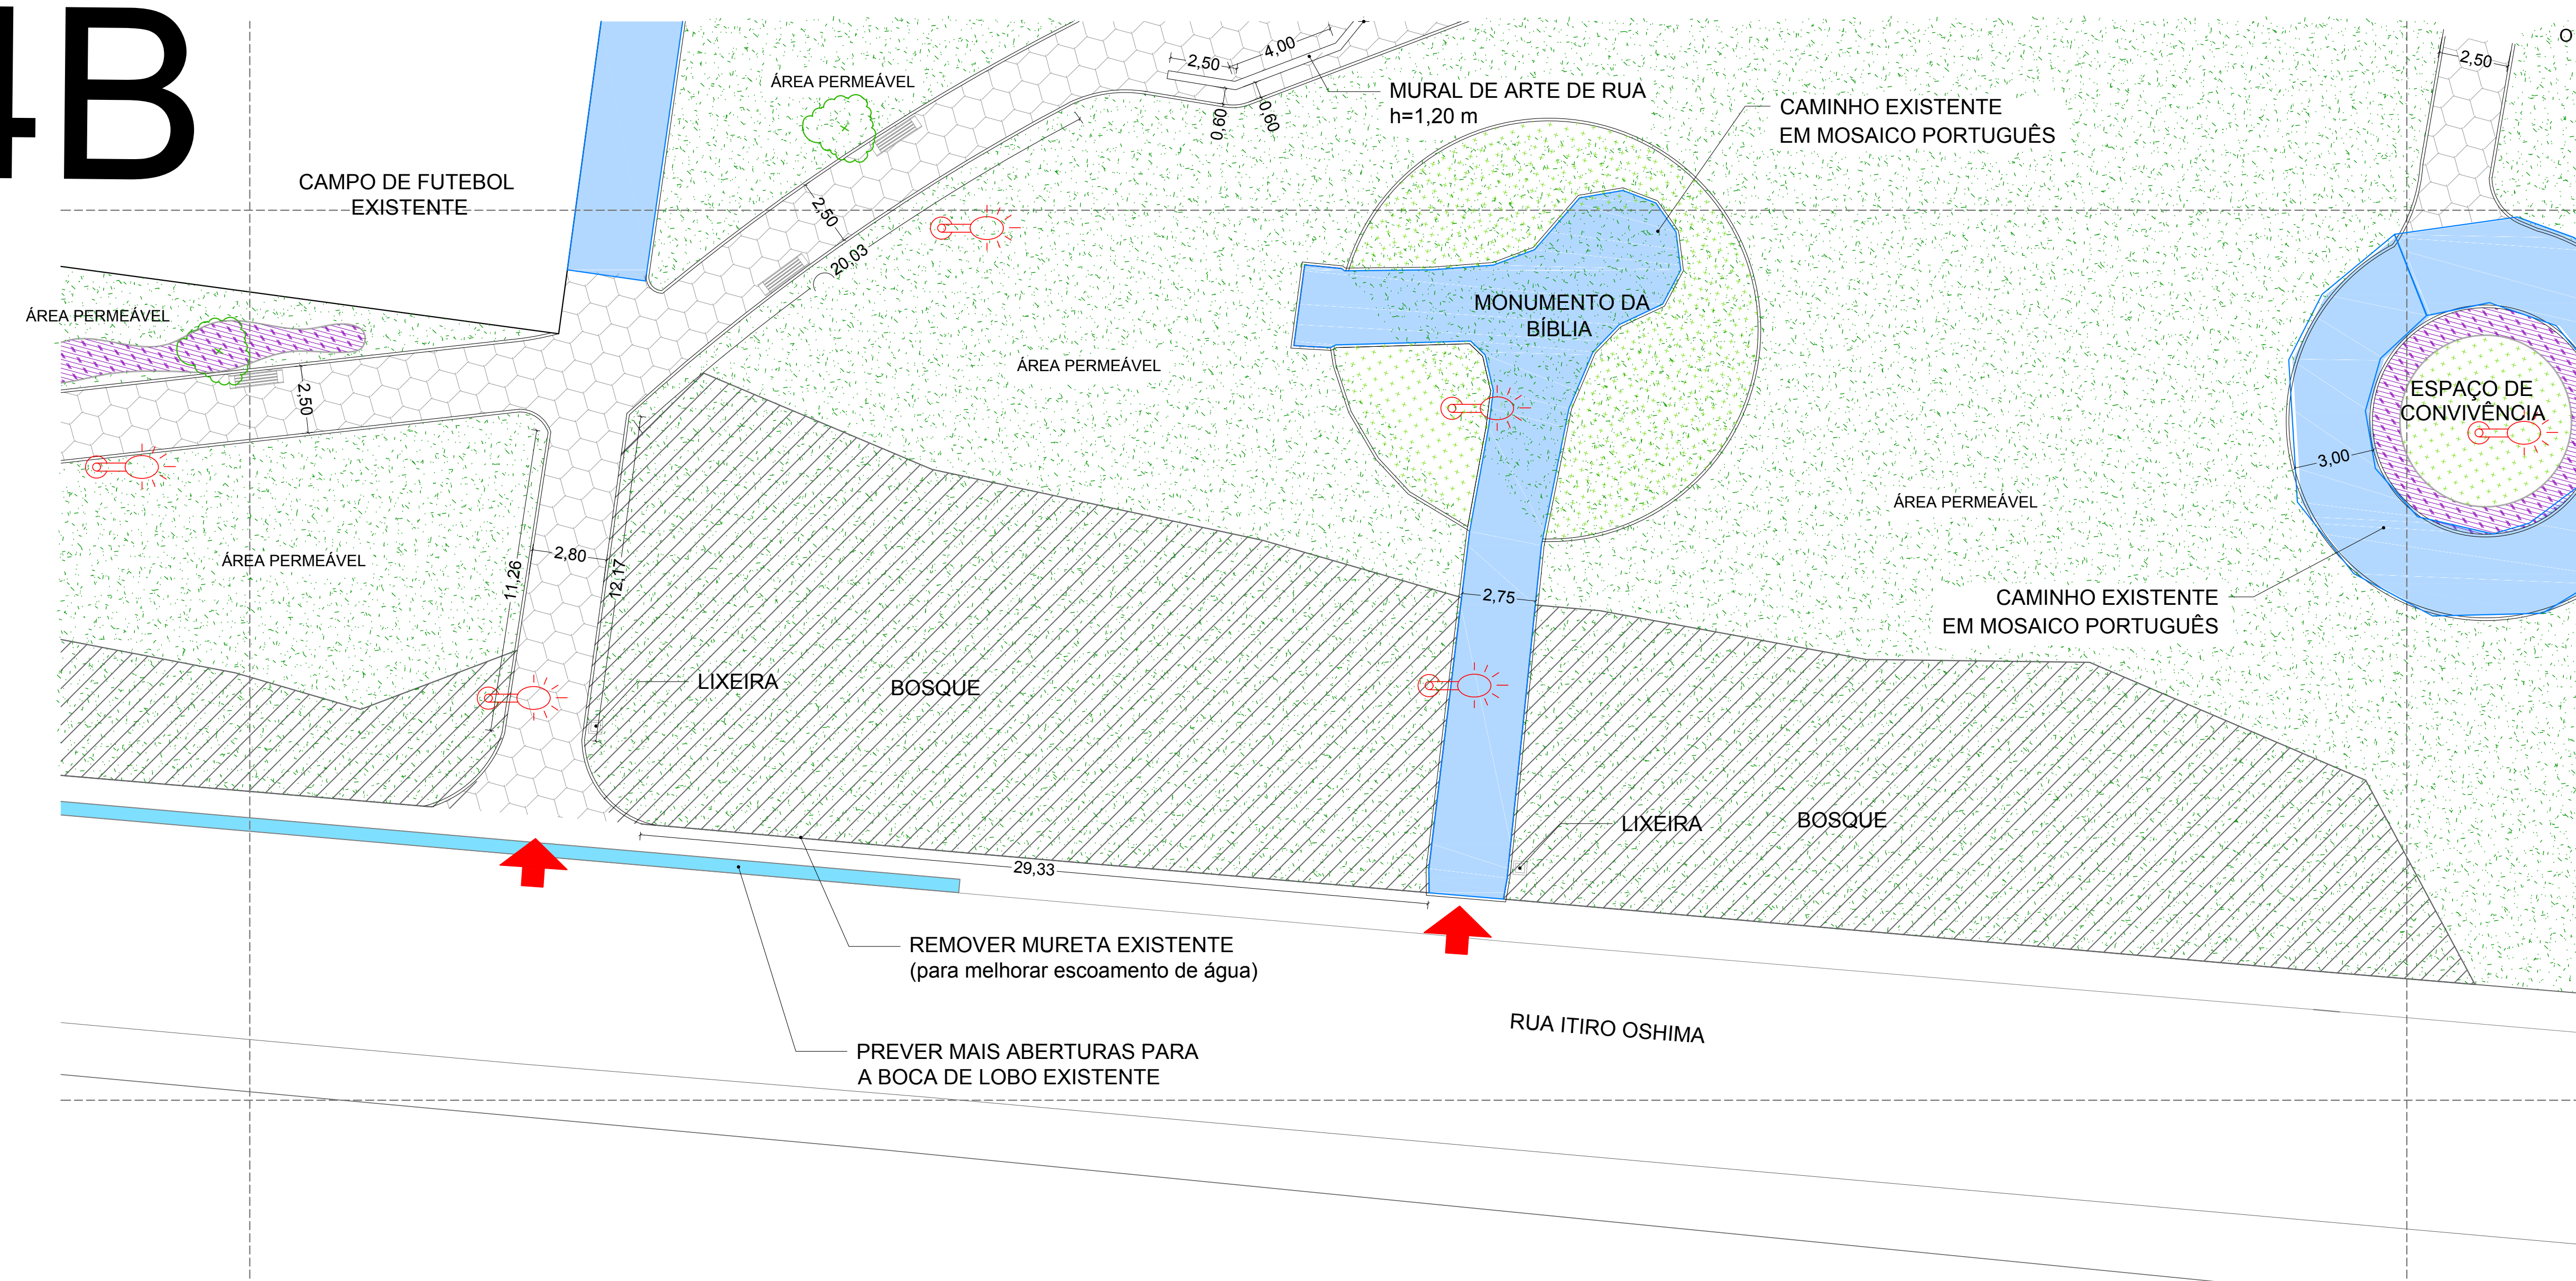 4B
O
2,50
4,00
2,50
ÁREA PERMEÁVEL
MURAL DE ARTE DE RUA
h=1,20 m
0,60
0,60
CAMINHO EXISTENTE
EM MOSAICO PORTUGUÊS
CAMPO DE FUTEBOL
EXISTENTE
2,50
20,03
MONUMENTO DA
BÍBLIA
ÁREA PERMEÁVEL
ÁREA PERMEÁVEL
2,50
ESPAÇO DE
CONVIVÊNCIA
3,00
ÁREA PERMEÁVEL
ÁREA PERMEÁVEL
2,80
11,26
12,17
2,75
CAMINHO EXISTENTE
EM MOSAICO PORTUGUÊS
LIXEIRA
BOSQUE
LIXEIRA
BOSQUE
29,33
REMOVER MURETA EXISTENTE
(para melhorar escoamento de água)
RUA ITIRO OSHIMA
PREVER MAIS ABERTURAS PARA
A BOCA DE LOBO EXISTENTE